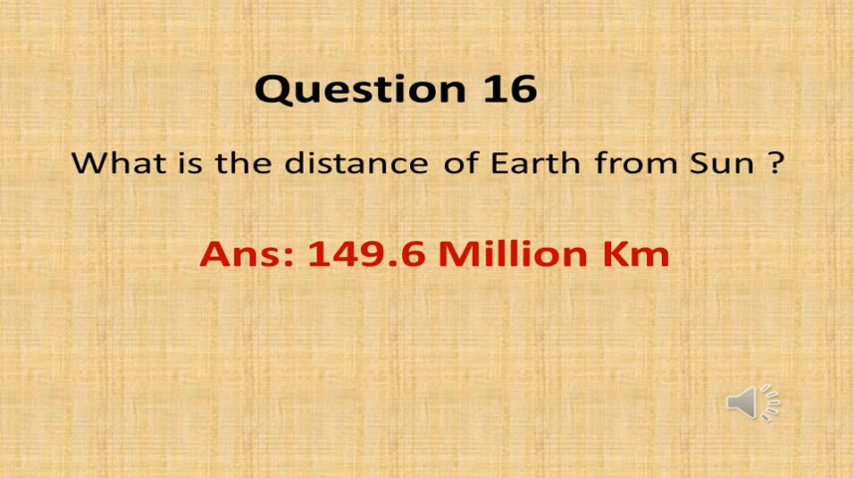 Question 16
What is the distance of Earth from Sun ?
Ans: 149.6 Million Km